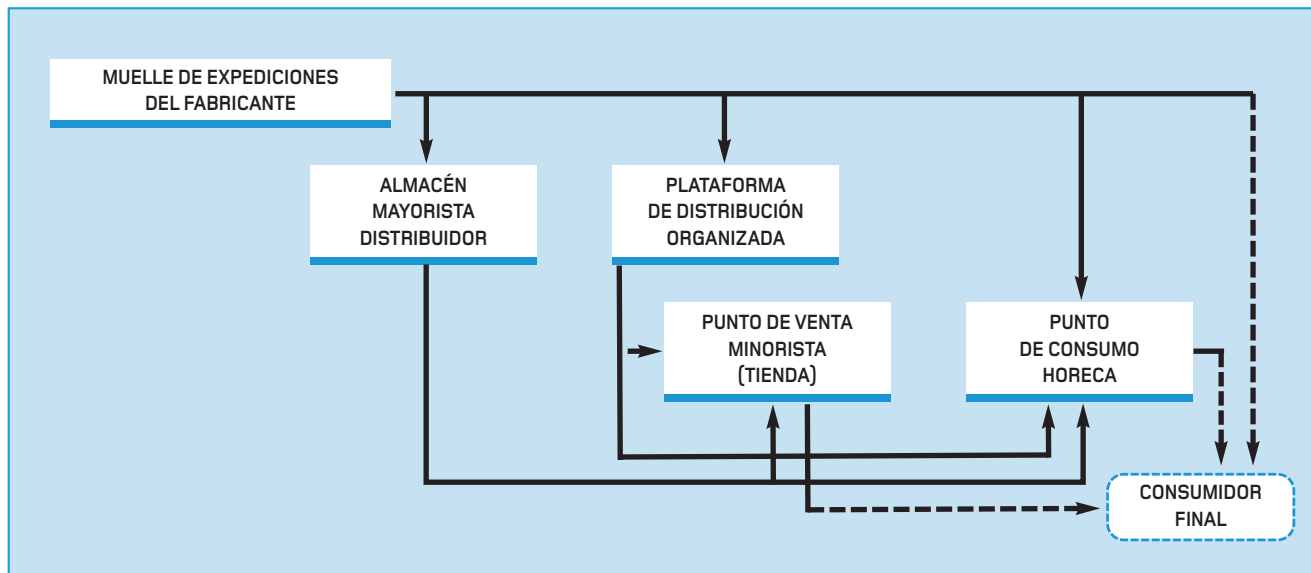 MUELLE DE EXPEDICIONES
DEL FABRICANTE
ALMACÉN
MAYORISTA
DISTRIBUIDOR
PLATAFORMA
DE DISTRIBUCIÓN
ORGANIZADA
PUNTO DE VENTA
MINORISTA
(TIENDA)
PUNTO
DE CONSUMO
HORECA
CONSUMIDOR
FINAL